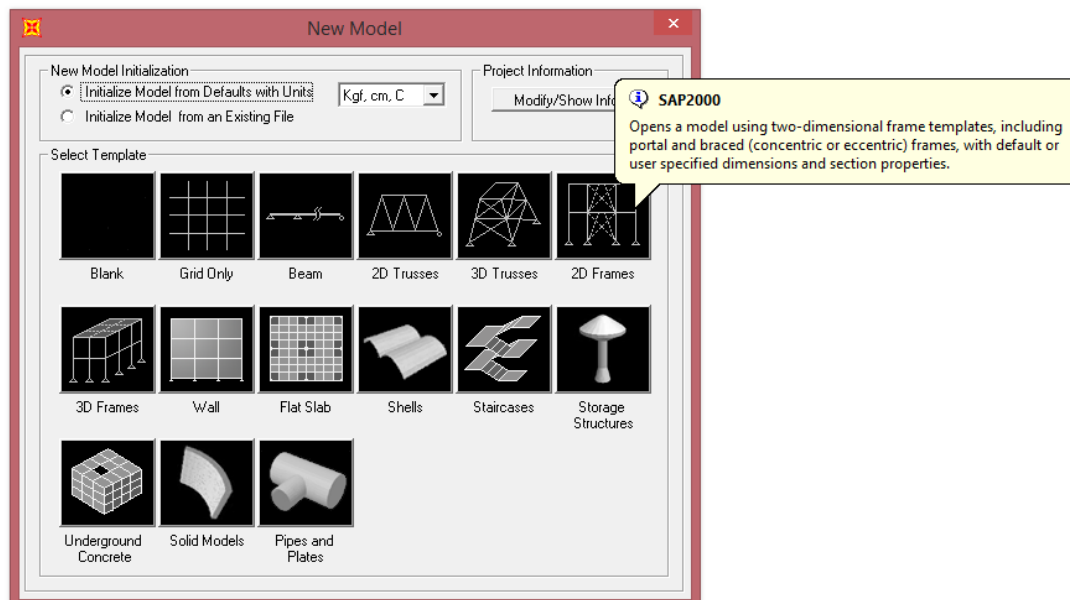 New Model
New Model Initialization
Initialize Model from Defaults with Units
Kgf, cm, C
Initialize Model from an Existing File
Project Information
Modify/Show Info
SAP2000
Opens a model using two-dimensional frame templates, including
portal and braced (concentric or eccentric) frames, with default or
user specified dimensions and section properties.
Select Template
Blank
Grid Only
Beam
2D Trusses
3D Trusses
2D Frames
3D Frames
Wall
Flat Slab
Shells
Staircases
Storage
Structures
Underground
Concrete
Solid Models
Pipes and
Plates